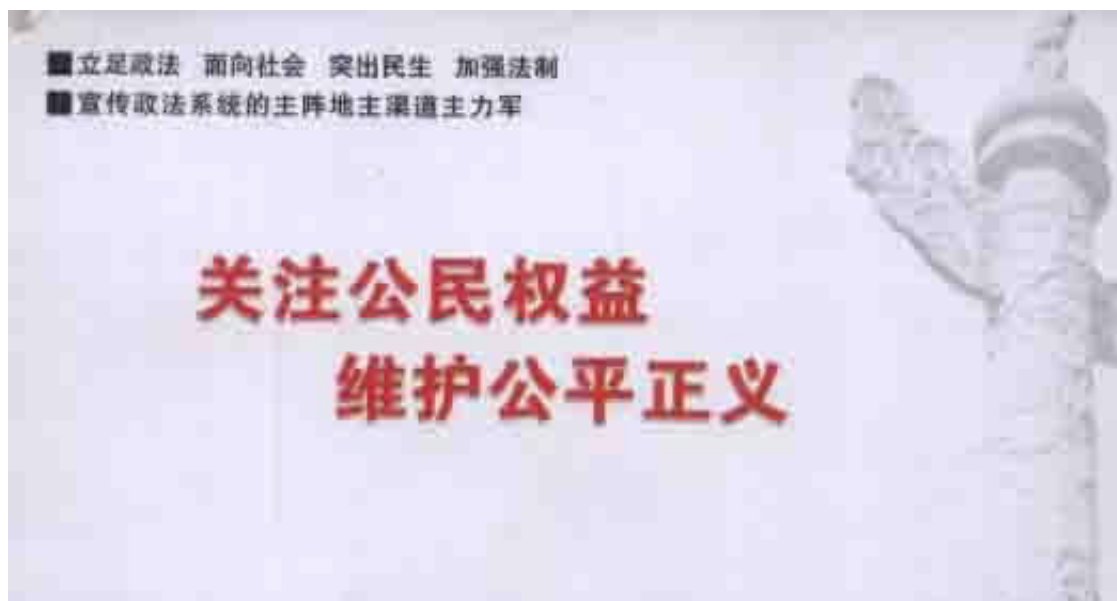 ■立足政法 面向社会 突出民生 加强法制
■宣传政法系统的主阵地主渠道主力军
关注公民权益
维护公平正义